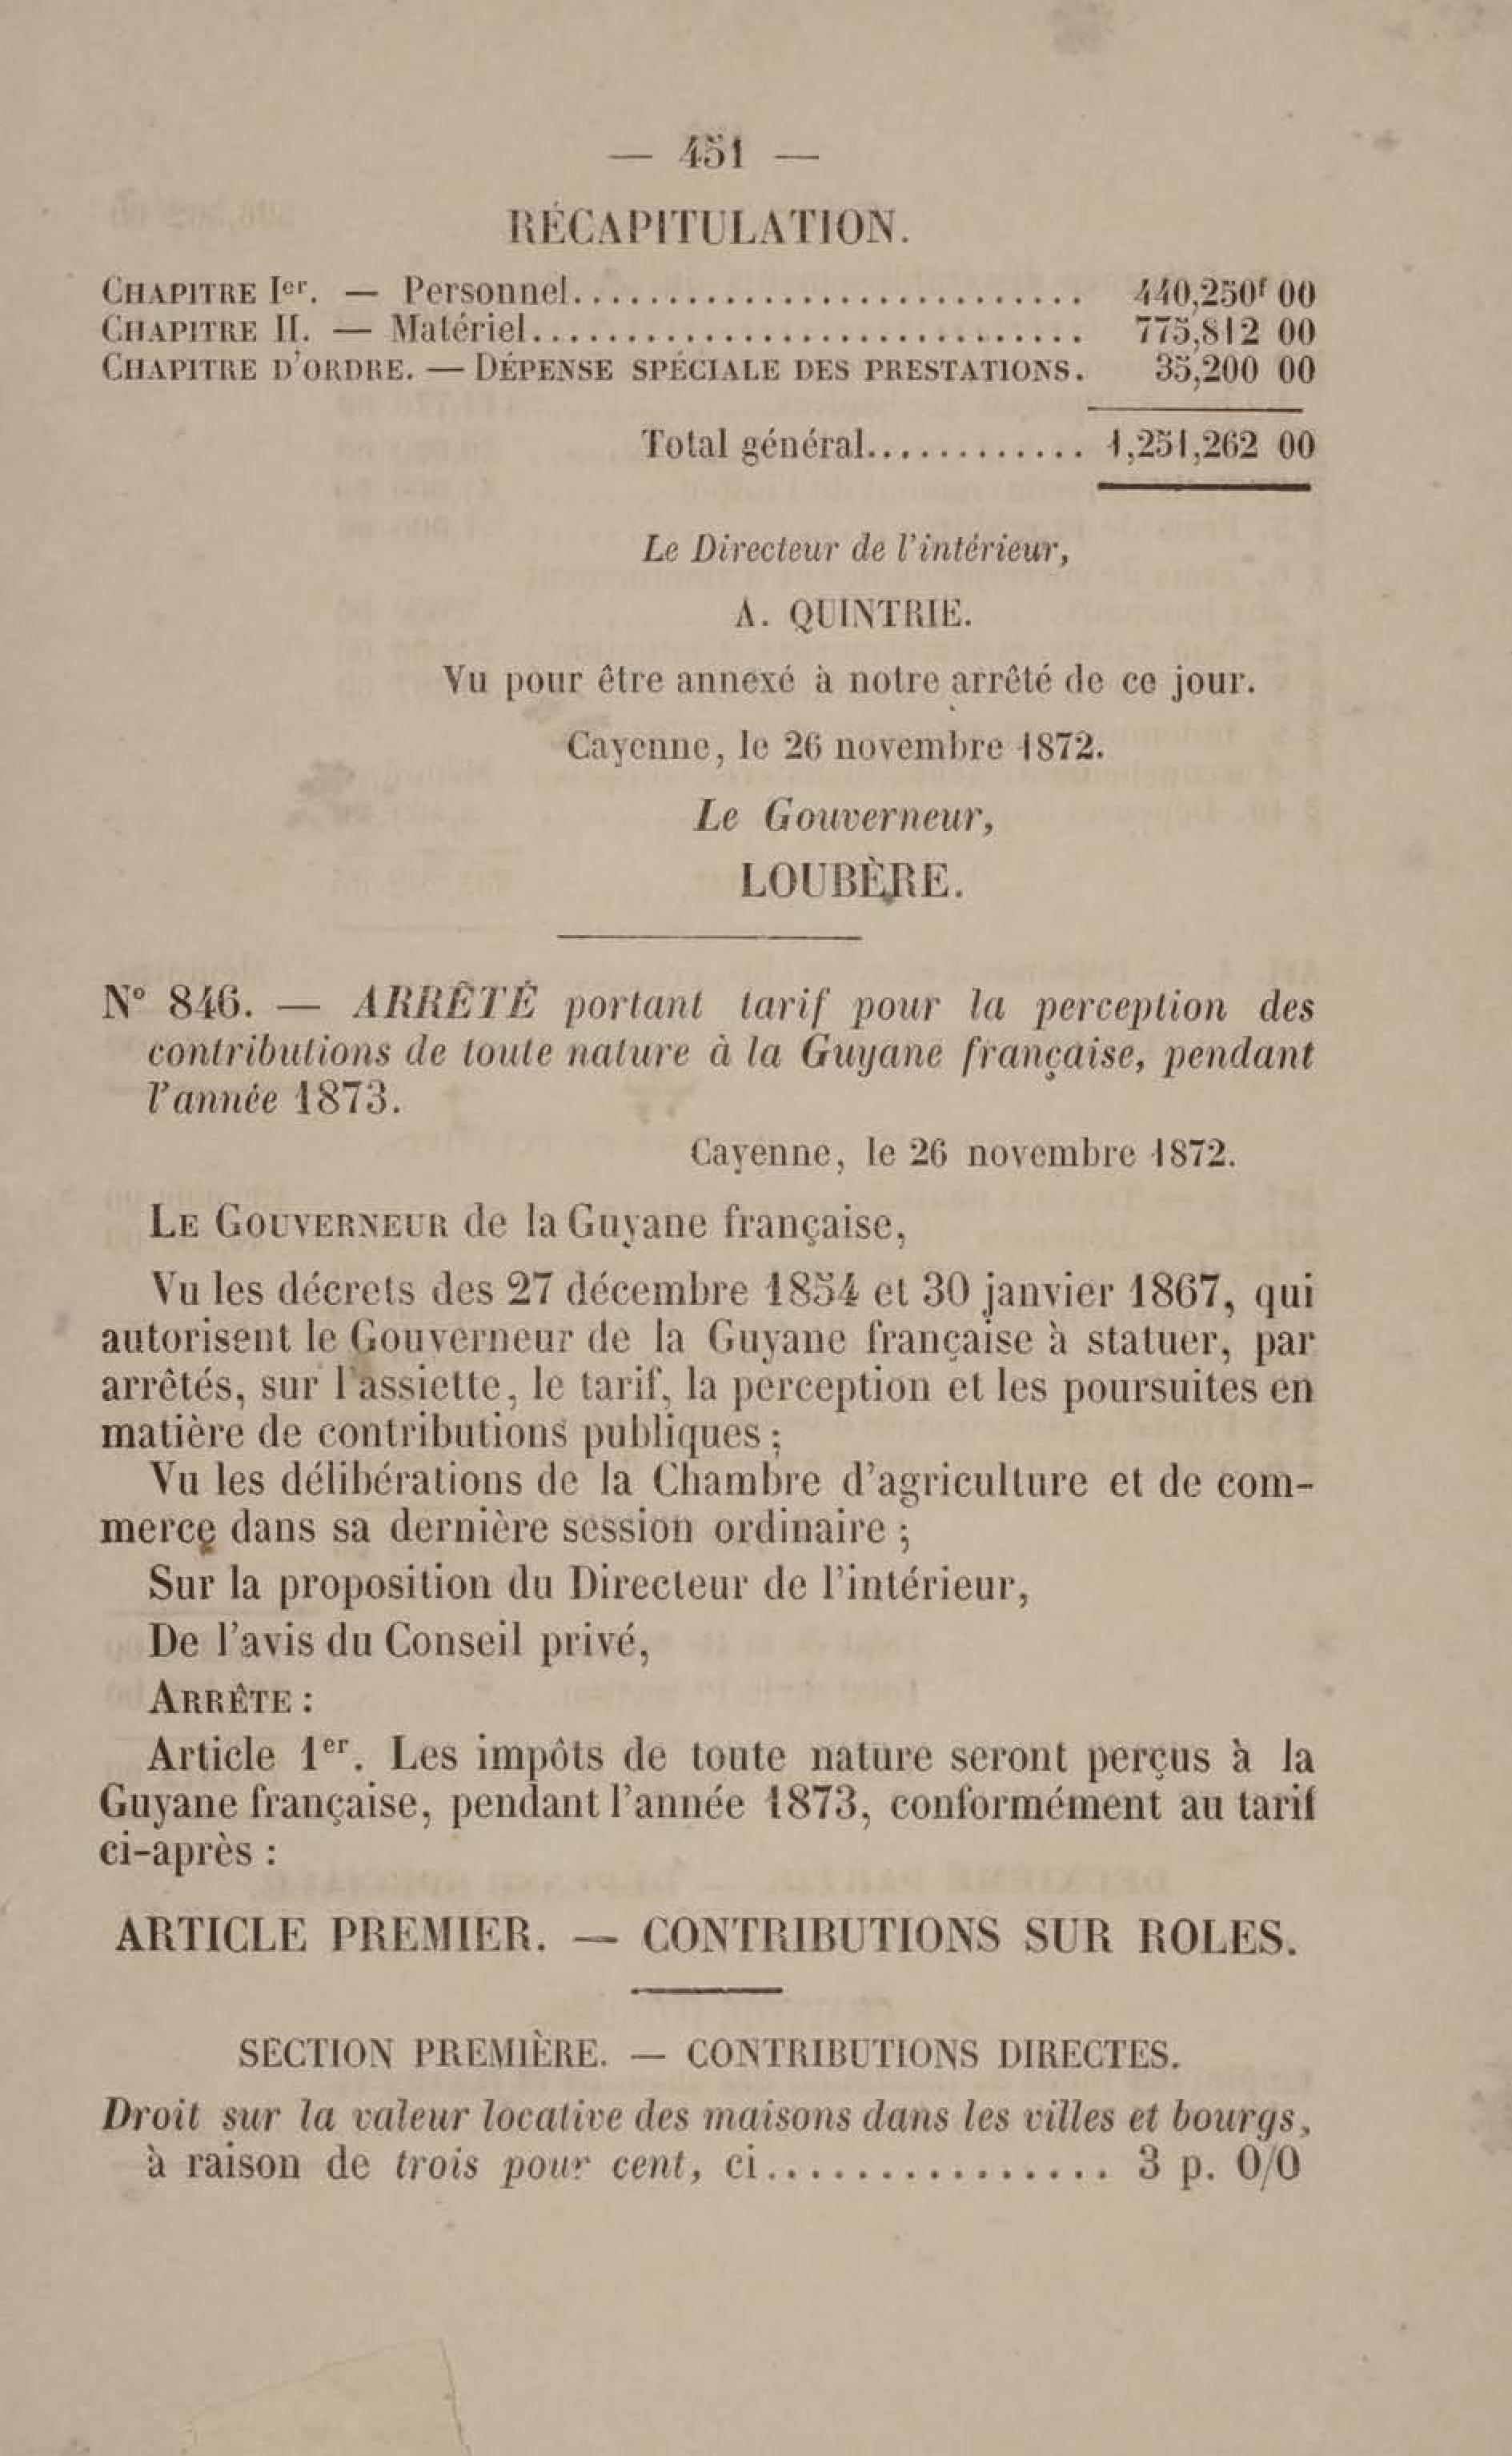 — 451 —
RÉCAPITULATION.
CHAPITRE Ier. — Personnel........................... 440,250f 00
CHAPITRE II. — Matériel............................. 775,812 00
CHAPITRE D'ORDRE. — DÉPENSE SPÉCIALE DES PRESTATIONS. 35,200 00
Total général............ 1,251,262 00
Le Directeur de l'intérieur,
A. QUINTRIE.
Vu pour être annexé à notre arrêté de ce jour.
Cayenne, le 26 novembre 1872.
Le Gouverneur,
LOUBÈRE.
N° 846. — ARRÊTÉ portant tarif pour la perception des
contributions de toute nature à la Guyane française, pendant
l'année 1873.
Cayenne, le 26 novembre 1872.
LE GOUVERNEUR de la Guyane française,
Vu les décrets des 27 décembre 1854 et 30 janvier 1867, qui
autorisent le Gouverneur de la Guyane française à statuer, par
arrêtés, sur l'assiette, le tarif, la perception et les poursuites en
matière de contributions publiques ;
Vu les délibérations de la Chambre d'agriculture et de com-
merce dans sa dernière session ordinaire ;
Sur la proposition du Directeur de l'intérieur,
De l'avis du Conseil privé,
ARRÊTE :
Article 1er. Les impôts de toute nature seront perçus à la
Guyane française, pendant l'année 1873, conformément au tarif
ci-après :
ARTICLE PREMIER. — CONTRIBUTIONS SUR ROLES.
SECTION PREMIÈRE. — CONTRIBUTIONS DIRECTES.
Droit sur la valeur locative des maisons dans les villes et bourgs,
à raison de trois pour cent, ci............... 3 p. 0/0